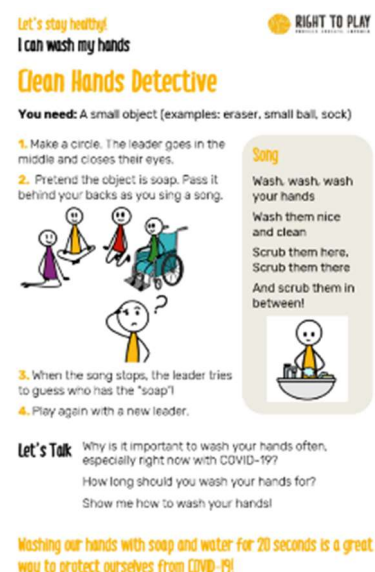 Let's stay healthy!
I can wash my hands
RIGHT TO PLAY
Clean Hands Detective
You need: A small object (examples: eraser, small ball, sock)
1. Make a circle. The leader goes in the
middle and closes their eyes.
2. Pretend the object is soap. Pass it
behind your backs as you sing a song.
?
3. When the song stops, the leader tries
to guess who has the "soap"!
4. Play again with a new leader.
Song
Wash, wash, wash
your hands
Wash them nice
and clean
Scrub them here,
Scrub them there
And scrub them in
between!
Let's Talk
Why is it important to wash your hands often,
especially right now with COVID-19?
How long should you wash your hands for?
Show me how to wash your hands!
Washing our hands with soap and water for 20 seconds is a great
way to protect ourselves from COVID-19!